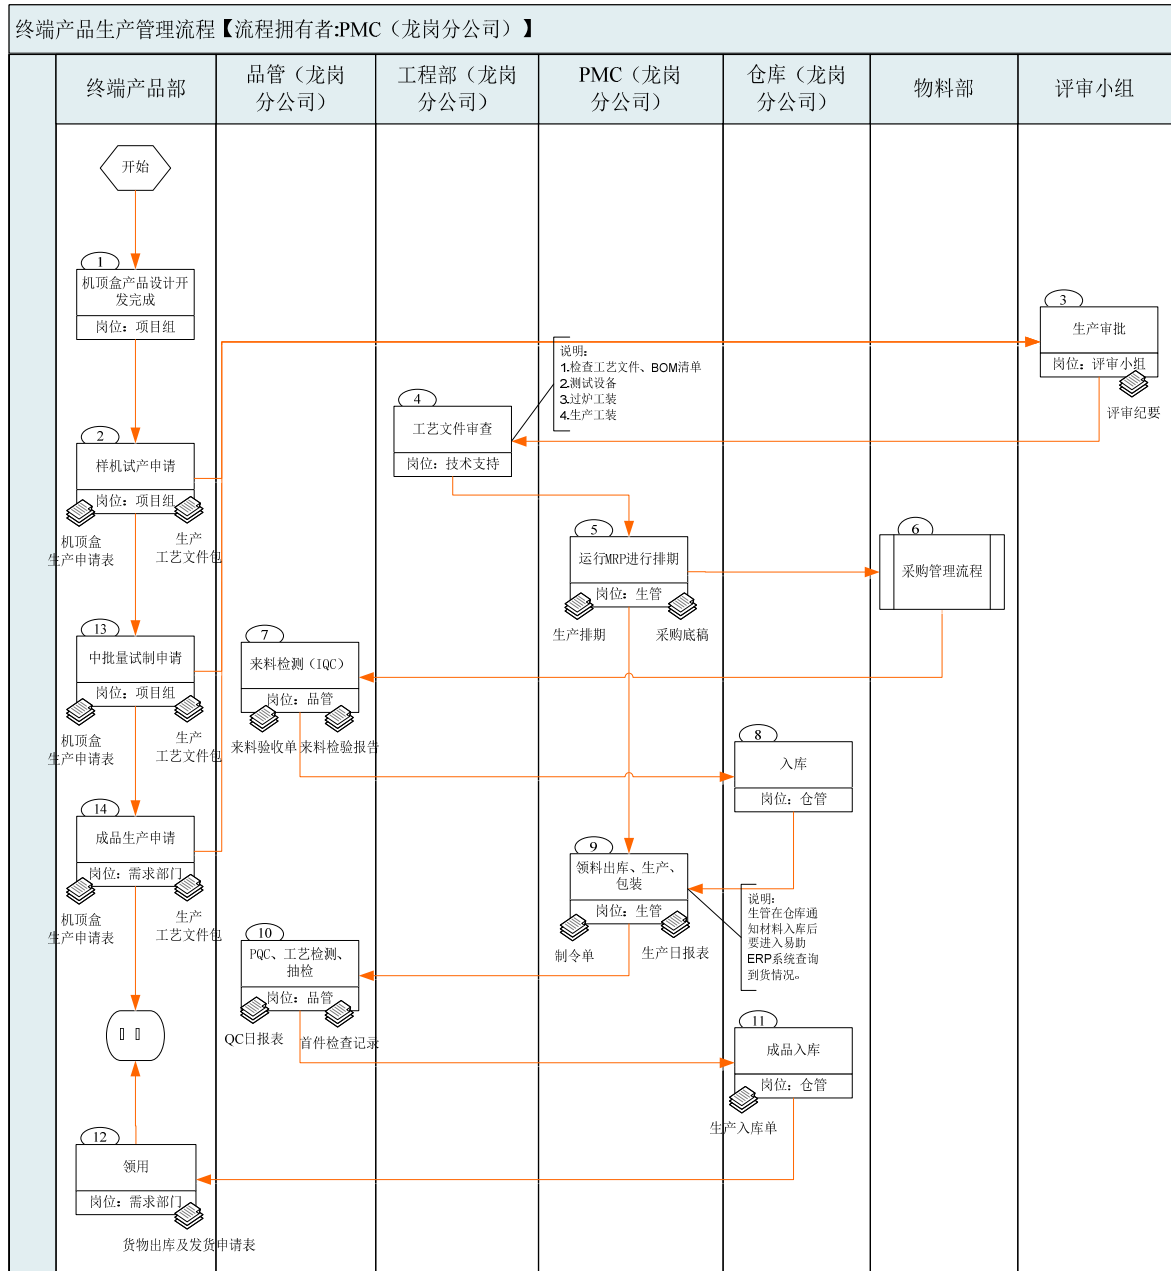 终端产品生产管理流程【流程拥有者:PMC（龙岗分公司）】
终端产品部
品管（龙岗
分公司）
工程部（龙岗
分公司）
PMC（龙岗
分公司）
仓库（龙岗
分公司）
物料部
评审小组
开始
1
机顶盒产品设计开
发完成
岗位：项目组
3
生产审批
岗位：评审小组
评审纪要
说明：
1.检查工艺文件、BOM清单
2.测试设备
3.过炉工装
4.生产工装
4
工艺文件审查
岗位：技术支持
2
样机试产申请
岗位：项目组
机顶盒
生产申请表
生产
工艺文件包
5
运行MRP进行排期
岗位：生管
生产排期
采购底稿
6
采购管理流程
13
中批量试制申请
岗位：项目组
机顶盒
生产申请表
生产
工艺文件包
7
来料检测（IQC）
岗位：品管
来料验收单
来料检验报告
8
入库
岗位：仓管
14
成品生产申请
岗位：需求部门
机顶盒
生产申请表
生产
工艺文件包
9
领料出库、生产、
包装
岗位：生管
制令单
生产日报表
说明：
生管在仓库通
知材料入库后
要进入易助
ERP系统查询
到货情况。
10
PQC、工艺检测、
抽检
岗位：品管
QC日报表
首件检查记录
11
成品入库
岗位：仓管
生产入库单
12
领用
岗位：需求部门
货物出库及发货申请表